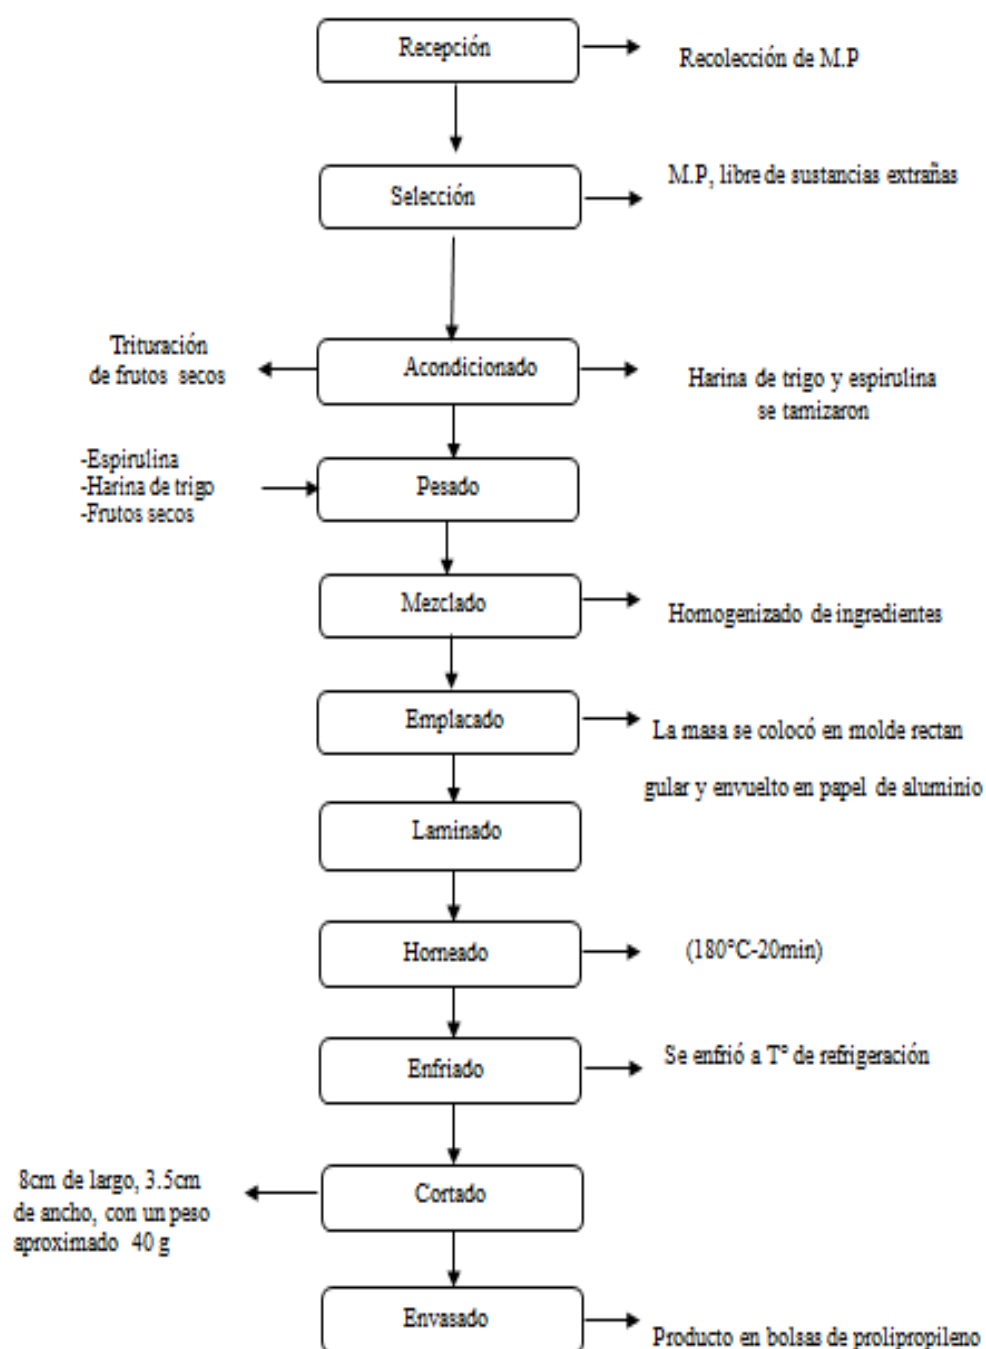 Recepción
Recolección de M.P
Selección
M.P, libre de sustancias extrañas
Trituración
de frutos secos
Acondicionado
Harina de trigo y espirulina
se tamizaron
-Espirulina
-Harina de trigo
-Frutos secos
Pesado
Mezclado
Homogenizado de ingredientes
Emplacado
La masa se colocó en molde rectan
gular y envuelto en papel de aluminio
Laminado
Horneado
(180°C-20min)
Enfriado
Se enfrió a T° de refrigeración
8cm de largo, 3.5cm
de ancho, con un peso
aproximado 40 g
Cortado
Envasado
Producto en bolsas de prolipropileno